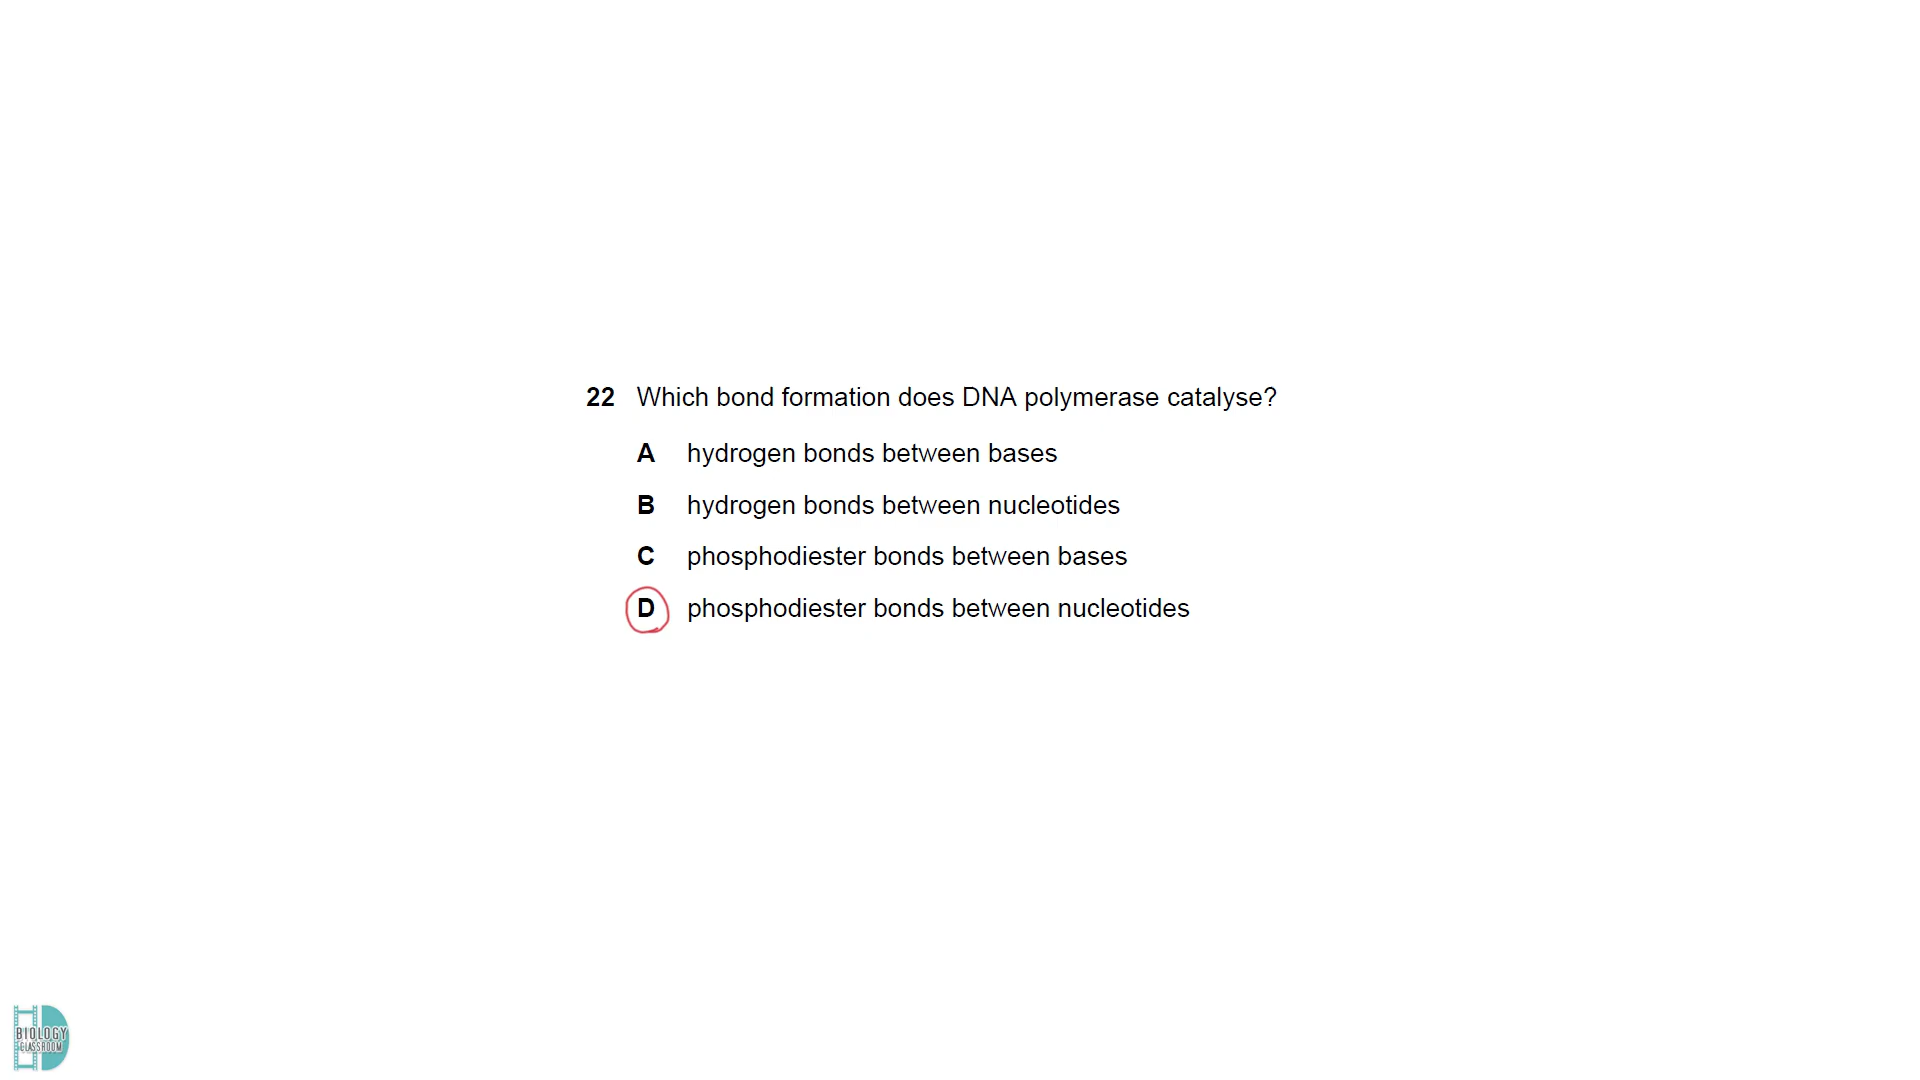 22 Which bond formation does DNA polymerase catalyse?
A hydrogen bonds between bases
B hydrogen bonds between nucleotides
C phosphodiester bonds between bases
D phosphodiester bonds between nucleotides
BIOLOGY
CLASSROOM